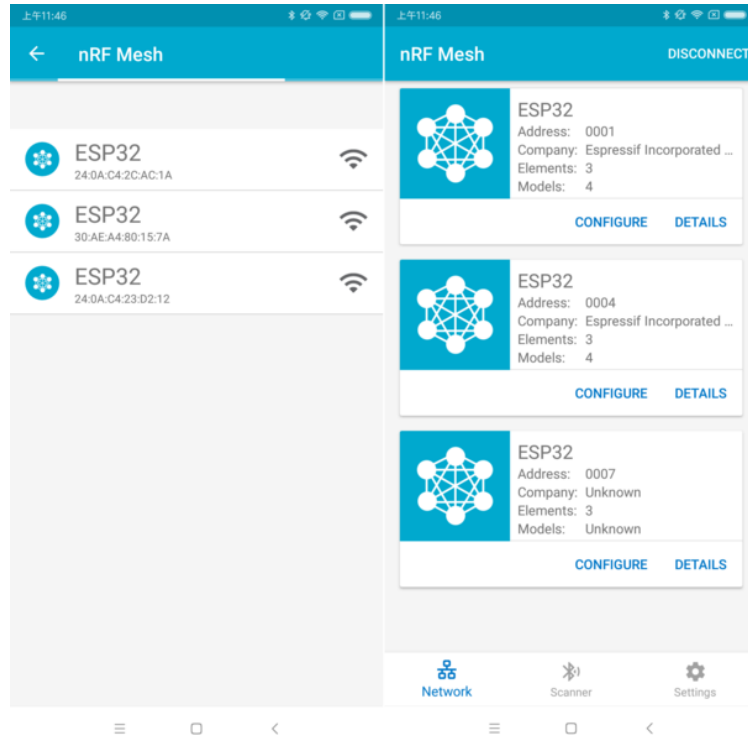 上午11:46
nRF Mesh
ESP32
24:0A:C4:2C:AC:1A
ESP32
30:AE:A4:80:15:7A
ESP32
24:0A:C4:23:D2:12
上午11:46
nRF Mesh DISCONNECT
ESP32
Address: 0001
Company: Espressif Incorporated ...
Elements: 3
Models: 4
CONFIGURE DETAILS
ESP32
Address: 0004
Company: Espressif Incorporated ...
Elements: 3
Models: 4
CONFIGURE DETAILS
ESP32
Address: 0007
Company: Unknown
Elements: 3
Models: Unknown
CONFIGURE DETAILS
Network Scanner Settings